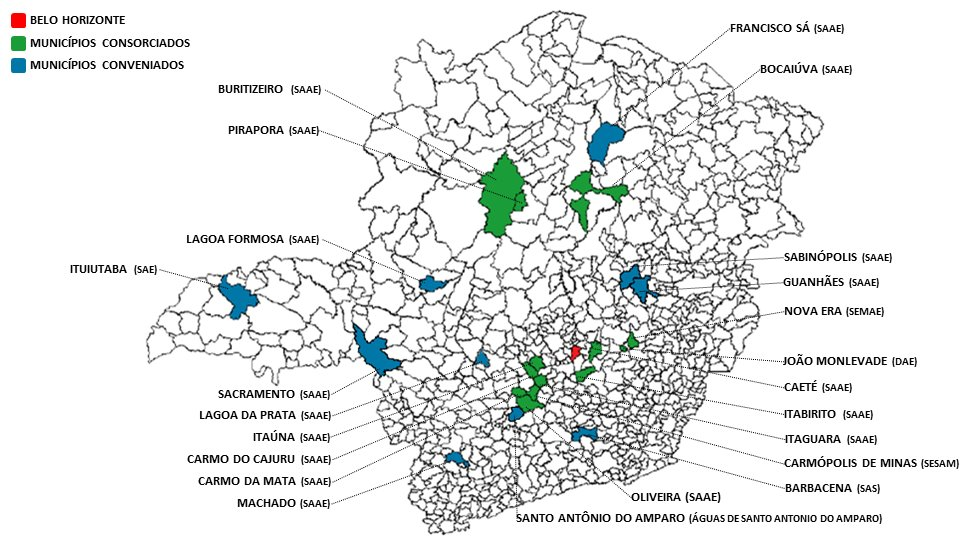 BELO HORIZONTE
MUNICÍPIOS CONSORCIADOS
MUNICÍPIOS CONVENIADOS
FRANCISCO SÁ (SAAE)
BOCAIÚVA (SAAE)
BURITIZEIRO (SAAE)
PIRAPORA (SAAE)
LAGOA FORMOSA (SAAE)
ITUIUTABA (SAE)
SABINÓPOLIS (SAAE)
GUANHÃES (SAAE)
NOVA ERA (SEMAE)
JOÃO MONLEVADE (DAE)
CAETÉ (SAAE)
ITABIRITO (SAAE)
ITAGUARA (SAAE)
CARMÓPOLIS DE MINAS (SESAM)
BARBACENA (SAS)
SACRAMENTO (SAAE)
LAGOA DA PRATA (SAAE)
ITAÚNA (SAAE)
CARMO DO CAJURU (SAAE)
CARMO DA MATA (SAAE)
MACHADO (SAAE)
OLIVEIRA (SAAE)
SANTO ANTÔNIO DO AMPARO (ÁGUAS DE SANTO ANTONIO DO AMPARO)